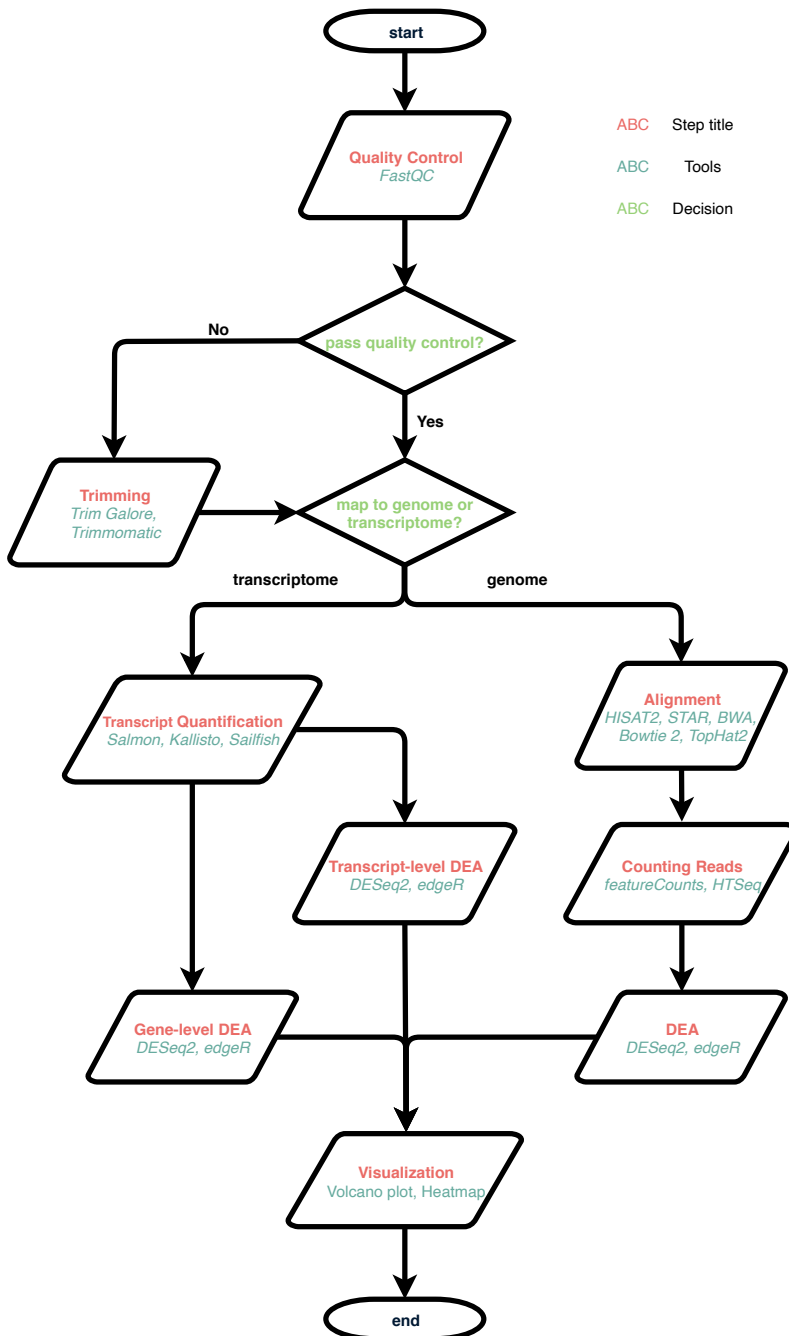 start
Quality Control
FastQC
ABC Step title
ABC Tools
ABC Decision
pass quality control?
No
Yes
Trimming
Trim Galore,
Trimmomatic
map to genome or
transcriptome?
transcriptome
genome
Transcript Quantification
Salmon, Kallisto, Sailfish
Alignment
HISAT2, STAR, BWA,
Bowtie 2, TopHat2
Transcript-level DEA
DESeq2, edgeR
Counting Reads
featureCounts, HTSeq
Gene-level DEA
DESeq2, edgeR
DEA
DESeq2, edgeR
Visualization
Volcano plot, Heatmap
end